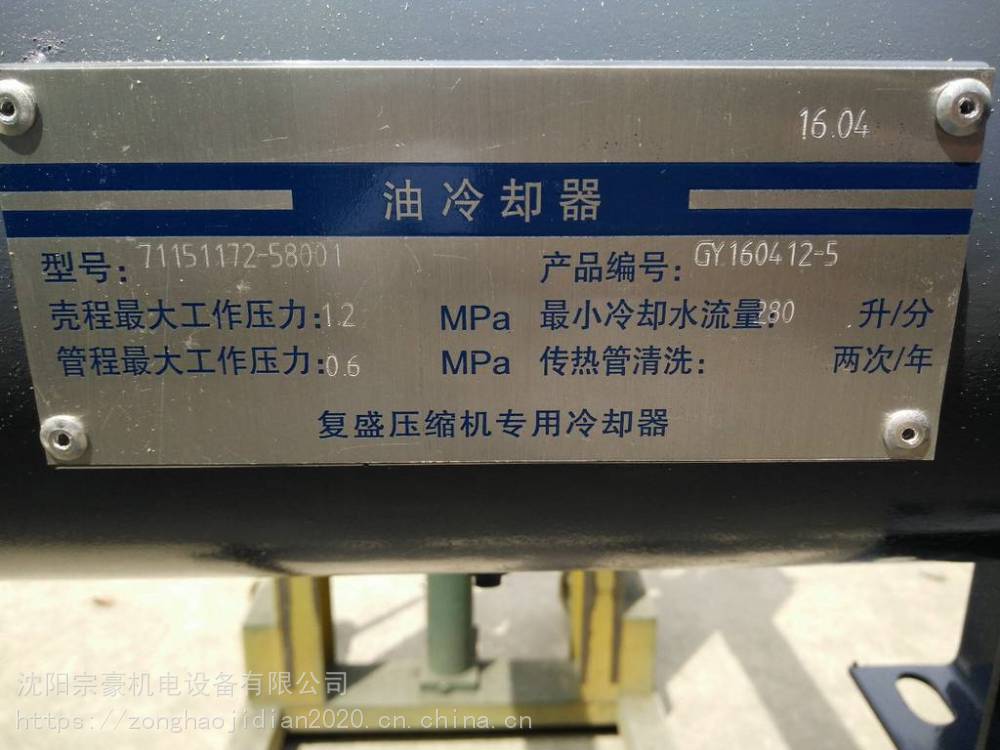 16.04
油冷却器
型号: 71151172-58001 产品编号: GY160412-5
壳程最大工作压力: 1.2 MPa 最小冷却水流量: 280 升/分
管程最大工作压力: 0.6 MPa 传热管清洗: 两次/年
复盛压缩机专用冷却器
沈阳宗豪机电设备有限公司
https://zonghaojidian2020.cn.china.cn